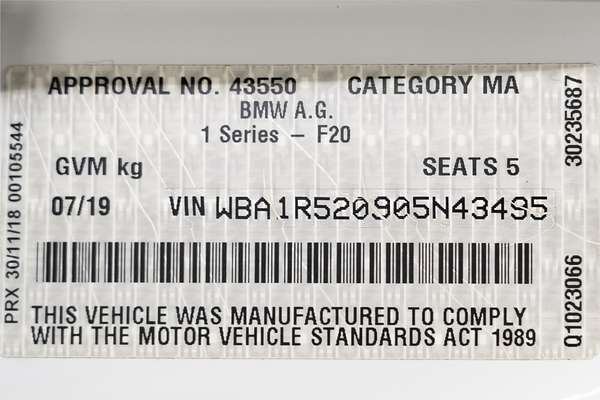 APPROVAL NO. 43550 CATEGORY MA
BMW A.G.
1 Series – F20
GVM kg SEATS 5
07/19 VIN WBA1R520905N434S5
THIS VEHICLE WAS MANUFACTURED TO COMPLY
WITH THE MOTOR VEHICLE STANDARDS ACT 1989
PRX 30/11/18 00105544
30235687
Q1023066